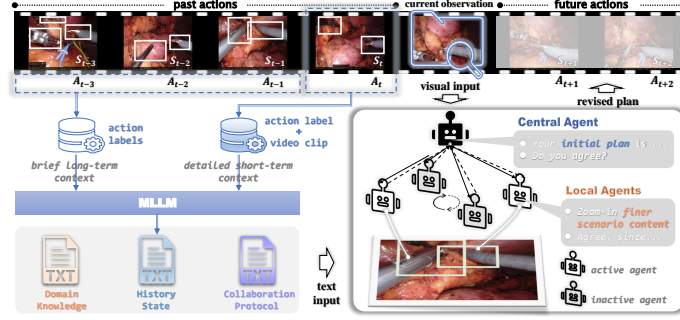 past actions
current observation
future actions
S_{t-3}
S_{t-2}
S_{t-1}
S_t
S_{t+1}
S_{t+2}
A_{t-3}
A_{t-2}
A_{t-1}
A_t
visual input
A_{t+1}
A_{t+2}
revised plan
action
labels
action label
+
video clip
brief long-term
context
detailed short-term
context
MLLM
TXT
TXT
TXT
Domain
Knowledge
History
State
Collaboration
Protocol
text
input
Central Agent
Your initial plan is ...
Do you agree?
Local Agents
Zoom-in finer
scenario content
Agree, since...
active agent
inactive agent